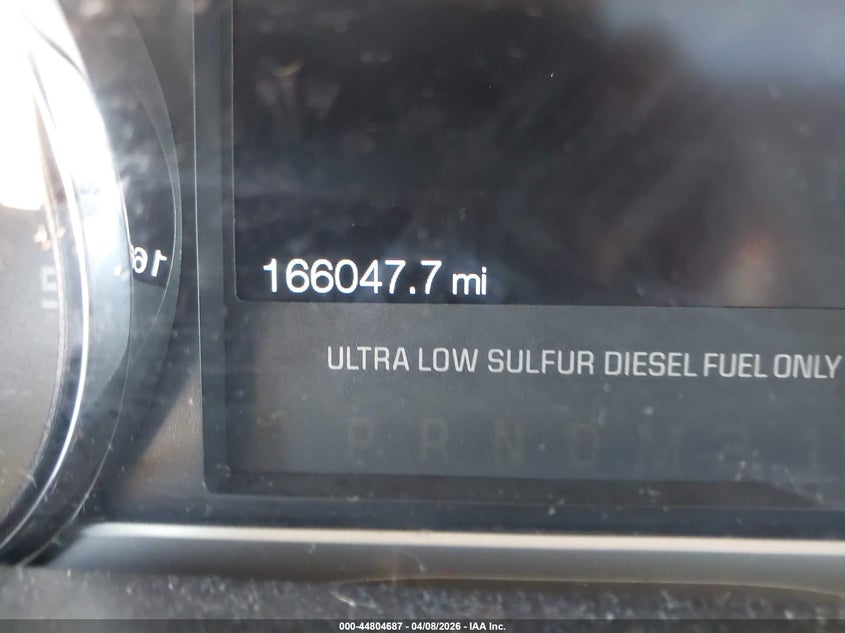 166047.7 mi
ULTRA LOW SULFUR DIESEL FUEL ONLY
P R N D M
000-44804687 - 04/08/2026 - IAA Inc.